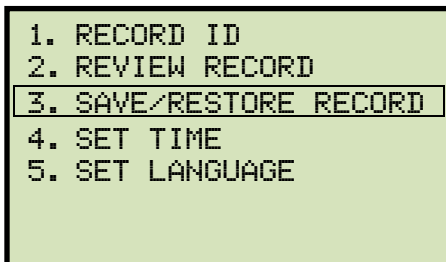 1. RECORD ID
2. REVIEW RECORD
3. SAVE/RESTORE RECORD
4. SET TIME
5. SET LANGUAGE